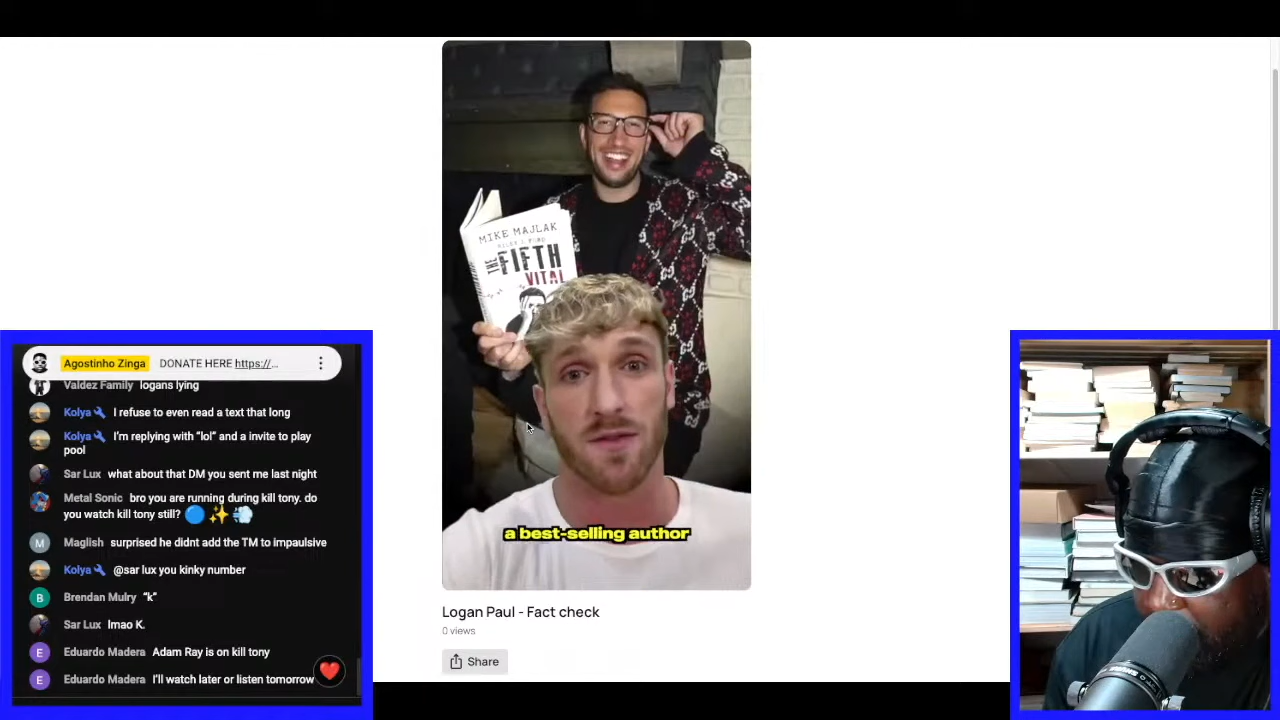 MIKE MAJLAK
RILEY J. FORD
THE
FIFTH
VITAL
a best-selling author
Logan Paul - Fact check
0 views
Share
Agostinho Zinga DONATE HERE https://...
Valdez Family logans lying
Kolya I refuse to even read a text that long
Kolya I'm replying with “lol” and a invite to play
pool
Sar Lux what about that DM you sent me last night
Metal Sonic bro you are running during kill tony. do
you watch kill tony still?
M Maglish surprised he didnt add the TM to impaulsive
Kolya @sar lux you kinky number
B Brendan Mulry “k”
Sar Lux lmao K.
E Eduardo Madera Adam Ray is on kill tony
E Eduardo Madera I'll watch later or listen tomorrow